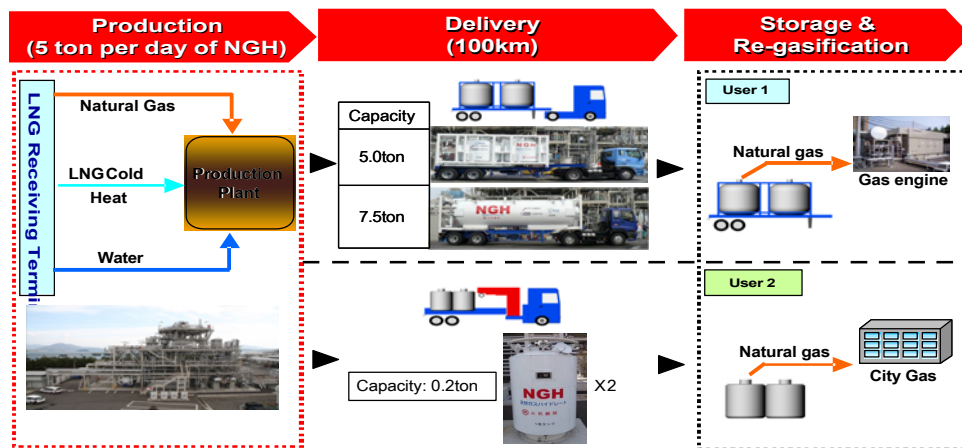 Production
(5 ton per day of NGH)
Delivery
(100km)
Storage &
Re-gasification
LNG Receiving Termi
Natural Gas
LNG Cold
Heat
Water
Production
Plant
Capacity
5.0ton
7.5ton
NGH
NGH
User 1
Natural gas
Gas engine
Capacity: 0.2ton
NGH
X2
User 2
Natural gas
City Gas